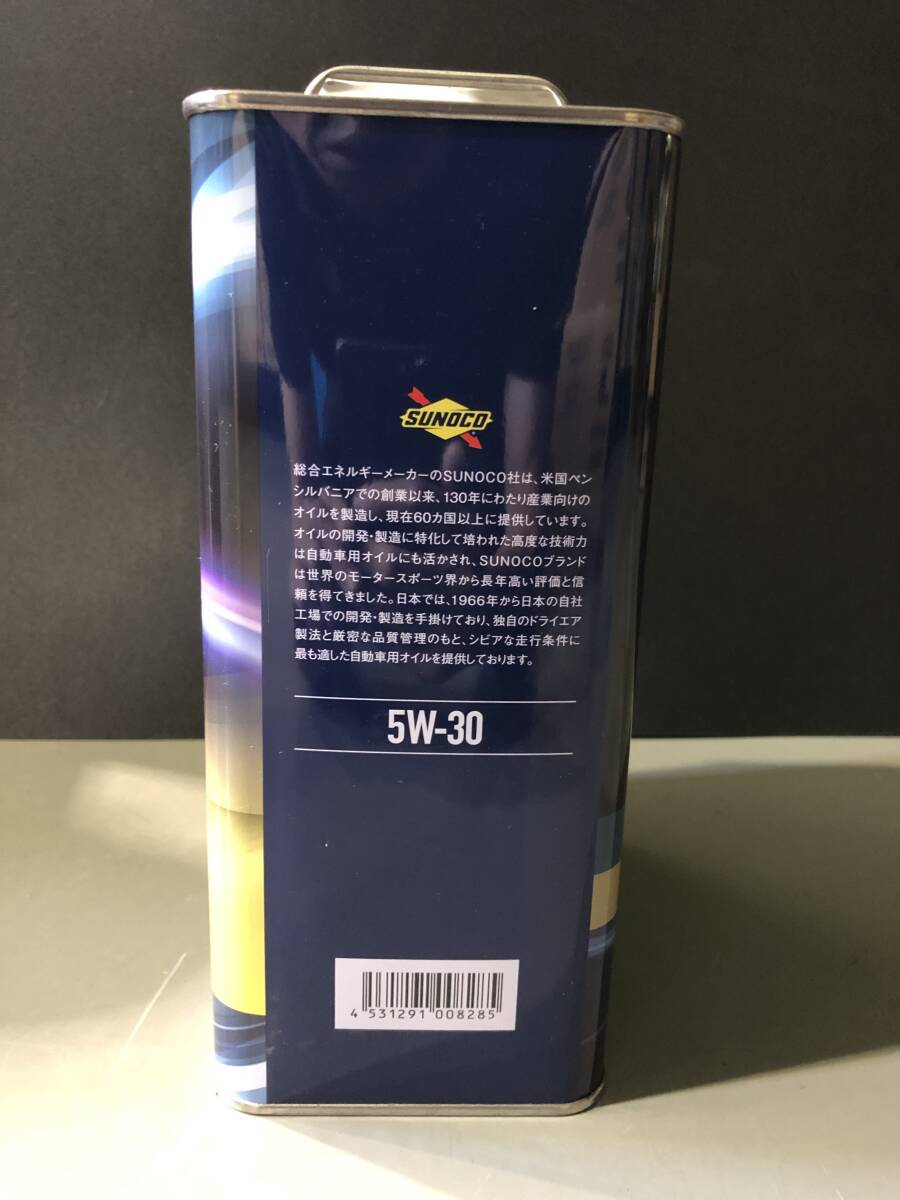 SUNOCO
総合エネルギーメーカーのSUNOCO社は、米国ペン
シルバニアでの創業以来、130年にわたり産業向けの
オイルを製造し、現在60カ国以上に提供しています。
オイルの開発・製造に特化して培われた高度な技術力
は自動車用オイルにも活かされ、SUNOCOブランド
は世界のモータースポーツ界から長年高い評価と信
頼を得てきました。日本では、1966年から日本の自社
工場での開発・製造を手掛けており、独自のドライエア
製法と厳密な品質管理のもと、シビアな走行条件に
最も適した自動車用オイルを提供しております。
5W-30
4 531291 008285